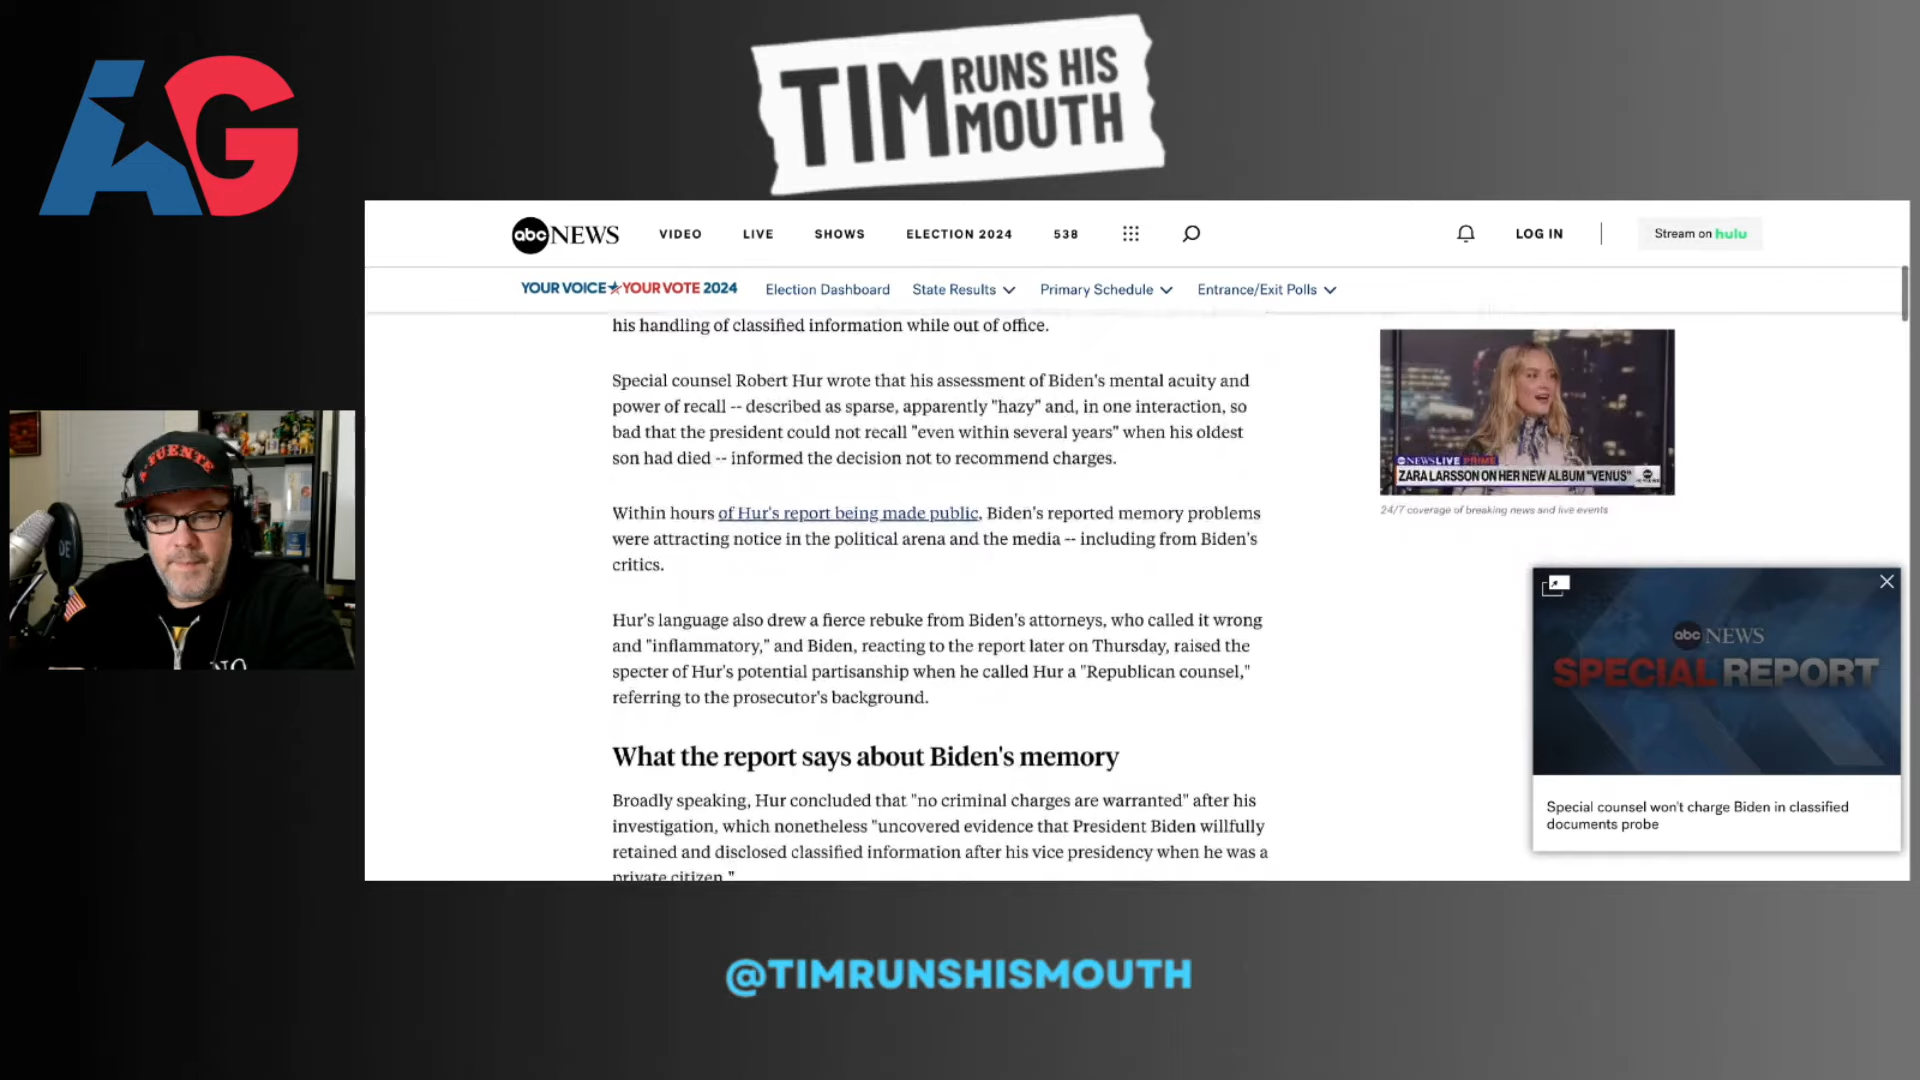 AG
TIM RUNS HIS MOUTH
abc NEWS VIDEO LIVE SHOWS ELECTION 2024 538 LOG IN Stream on hulu
YOUR VOICE YOUR VOTE 2024 Election Dashboard State Results Primary Schedule Entrance/Exit Polls
his handling of classified information while out of office.
Special counsel Robert Hur wrote that his assessment of Biden's mental acuity and
power of recall -- described as sparse, apparently "hazy" and, in one interaction, so
bad that the president could not recall "even within several years" when his oldest
son had died -- informed the decision not to recommend charges.
Within hours of Hur's report being made public, Biden's reported memory problems
were attracting notice in the political arena and the media -- including from Biden's
critics.
Hur's language also drew a fierce rebuke from Biden's attorneys, who called it wrong
and "inflammatory," and Biden, reacting to the report later on Thursday, raised the
specter of Hur's potential partisanship when he called Hur a "Republican counsel,"
referring to the prosecutor's background.
What the report says about Biden's memory
Broadly speaking, Hur concluded that "no criminal charges are warranted" after his
investigation, which nonetheless "uncovered evidence that President Biden willfully
retained and disclosed classified information after his vice presidency when he was a
private citizen."
NEWS LIVE PRIME
ZARA LARSSON ON HER NEW ALBUM "VENUS"
24/7 coverage of breaking news and live events
abc NEWS
SPECIAL REPORT
Special counsel won't charge Biden in classified
documents probe
A-FUENTE
NO
@TIMRUNSHISMOUTH